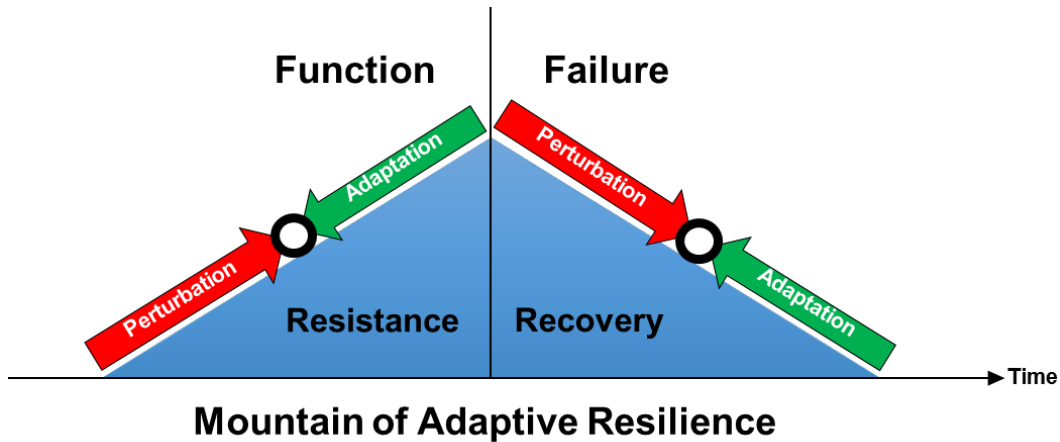 Function
Failure
Adaptation
Perturbation
Perturbation
Adaptation
Resistance
Recovery
Time
Mountain of Adaptive Resilience